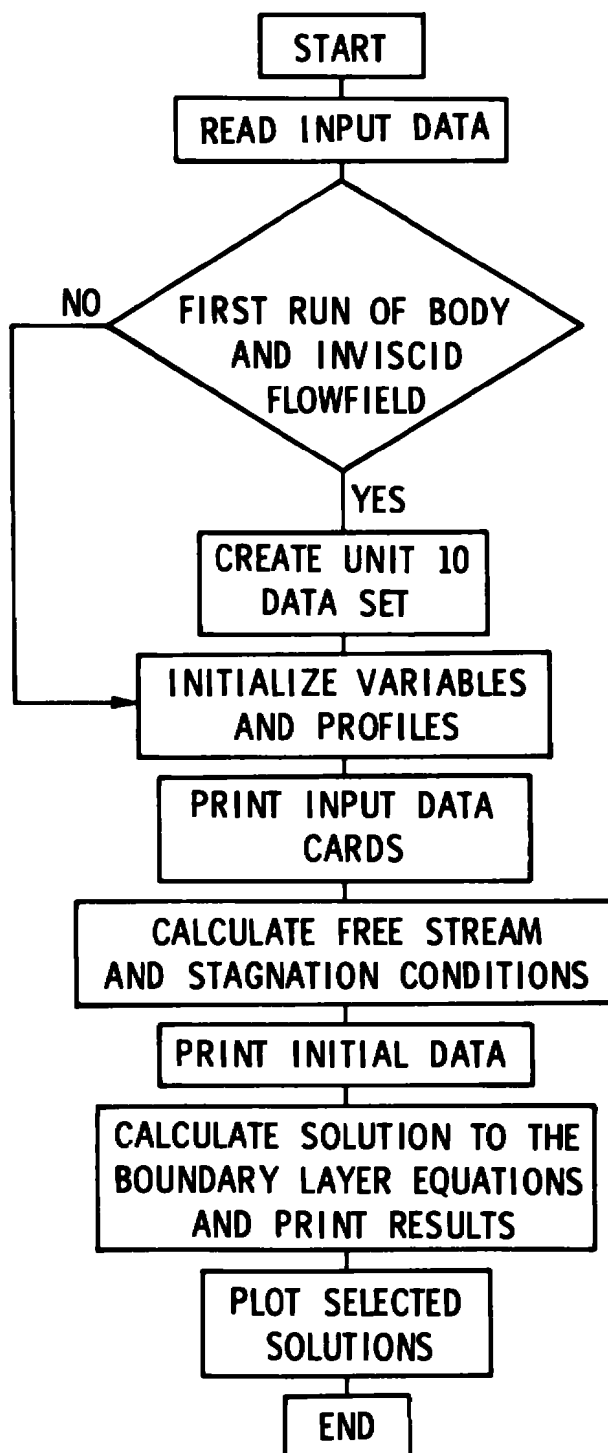 START
READ INPUT DATA
NO
FIRST RUN OF BODY
AND INVISCID
FLOWFIELD
YES
CREATE UNIT 10
DATA SET
INITIALIZE VARIABLES
AND PROFILES
PRINT INPUT DATA
CARDS
CALCULATE FREE STREAM
AND STAGNATION CONDITIONS
PRINT INITIAL DATA
CALCULATE SOLUTION TO THE
BOUNDARY LAYER EQUATIONS
AND PRINT RESULTS
PLOT SELECTED
SOLUTIONS
END